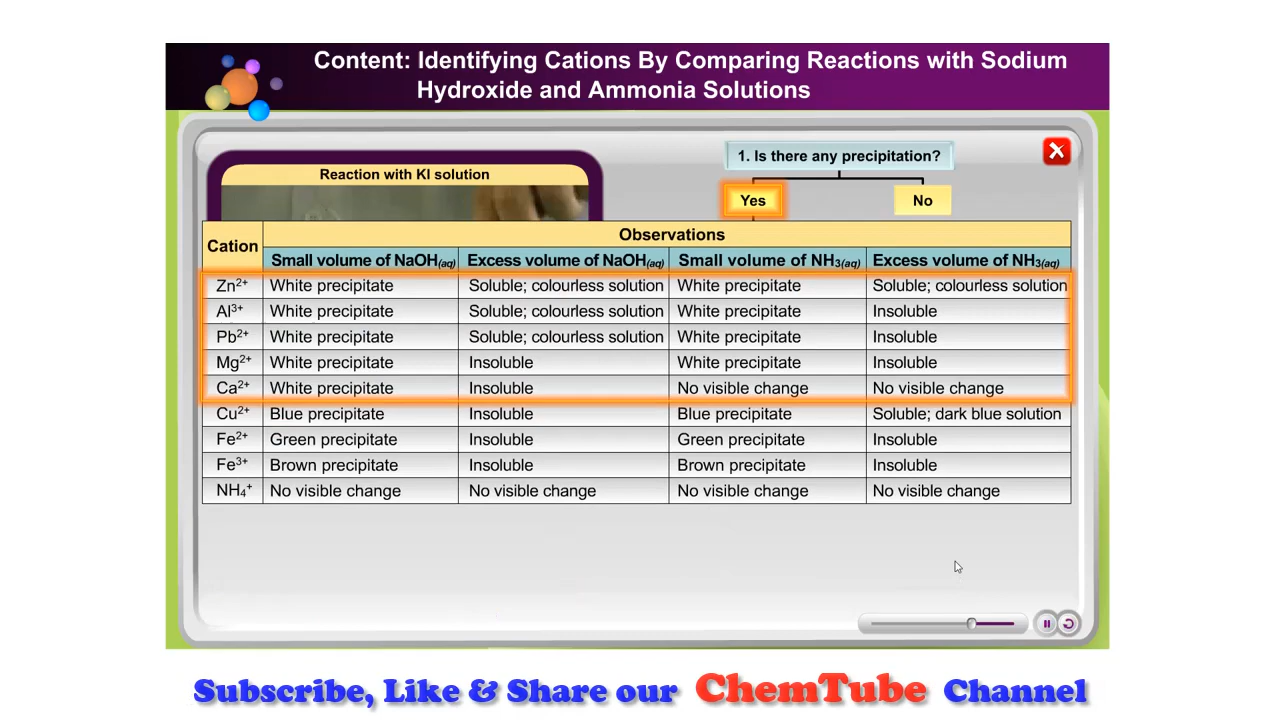 Content: Identifying Cations By Comparing Reactions with Sodium
Hydroxide and Ammonia Solutions
Reaction with KI solution
1. Is there any precipitation?
Yes No
Cation Observations
Small volume of NaOH(aq) Excess volume of NaOH(aq) Small volume of NH₃(aq) Excess volume of NH₃(aq)
Zn²⁺ White precipitate Soluble; colourless solution White precipitate Soluble; colourless solution
Al³⁺ White precipitate Soluble; colourless solution White precipitate Insoluble
Pb²⁺ White precipitate Soluble; colourless solution White precipitate Insoluble
Mg²⁺ White precipitate Insoluble White precipitate Insoluble
Ca²⁺ White precipitate Insoluble No visible change No visible change
Cu²⁺ Blue precipitate Insoluble Blue precipitate Soluble; dark blue solution
Fe²⁺ Green precipitate Insoluble Green precipitate Insoluble
Fe³⁺ Brown precipitate Insoluble Brown precipitate Insoluble
NH₄⁺ No visible change No visible change No visible change No visible change
Subscribe, Like & Share our ChemTube Channel